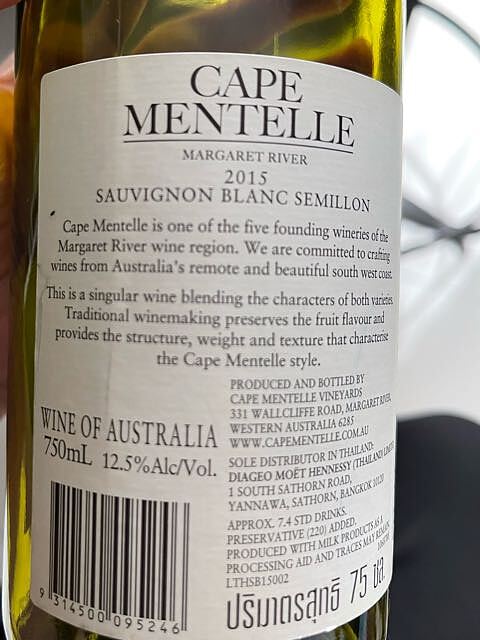 CAPE
MENTELLE
MARGARET RIVER
2015
SAUVIGNON BLANC SEMILLON
Cape Mentelle is one of the five founding wineries of the
Margaret River wine region. We are committed to crafting
wines from Australia's remote and beautiful south west coast.
This is a singular wine blending the characters of both varieties.
Traditional winemaking preserves the fruit flavour and
provides the structure, weight and texture that characterise
the Cape Mentelle style.
WINE OF AUSTRALIA
750mL 12.5%Alc/Vol.
9 314500 095246
PRODUCED AND BOTTLED BY
CAPE MENTELLE VINEYARDS
331 WALLCLIFFE ROAD, MARGARET RIVER,
WESTERN AUSTRALIA 6285
WWW.CAPEMENTELLE.COM.AU
SOLE DISTRIBUTOR IN THAILAND:
DIAGEO MOËT HENNESSY (THAILAND) LIMITED
1 SOUTH SATHORN ROAD,
YANNAWA, SATHORN, BANGKOK 10120
APPROX. 7.4 STD DRINKS.
PRESERVATIVE (220) ADDED.
PRODUCED WITH MILK PRODUCTS AS A
PROCESSING AID AND TRACES MAY REMAIN.
LTHSB15002
ปริมาตรสุทธิ 75 ซล.